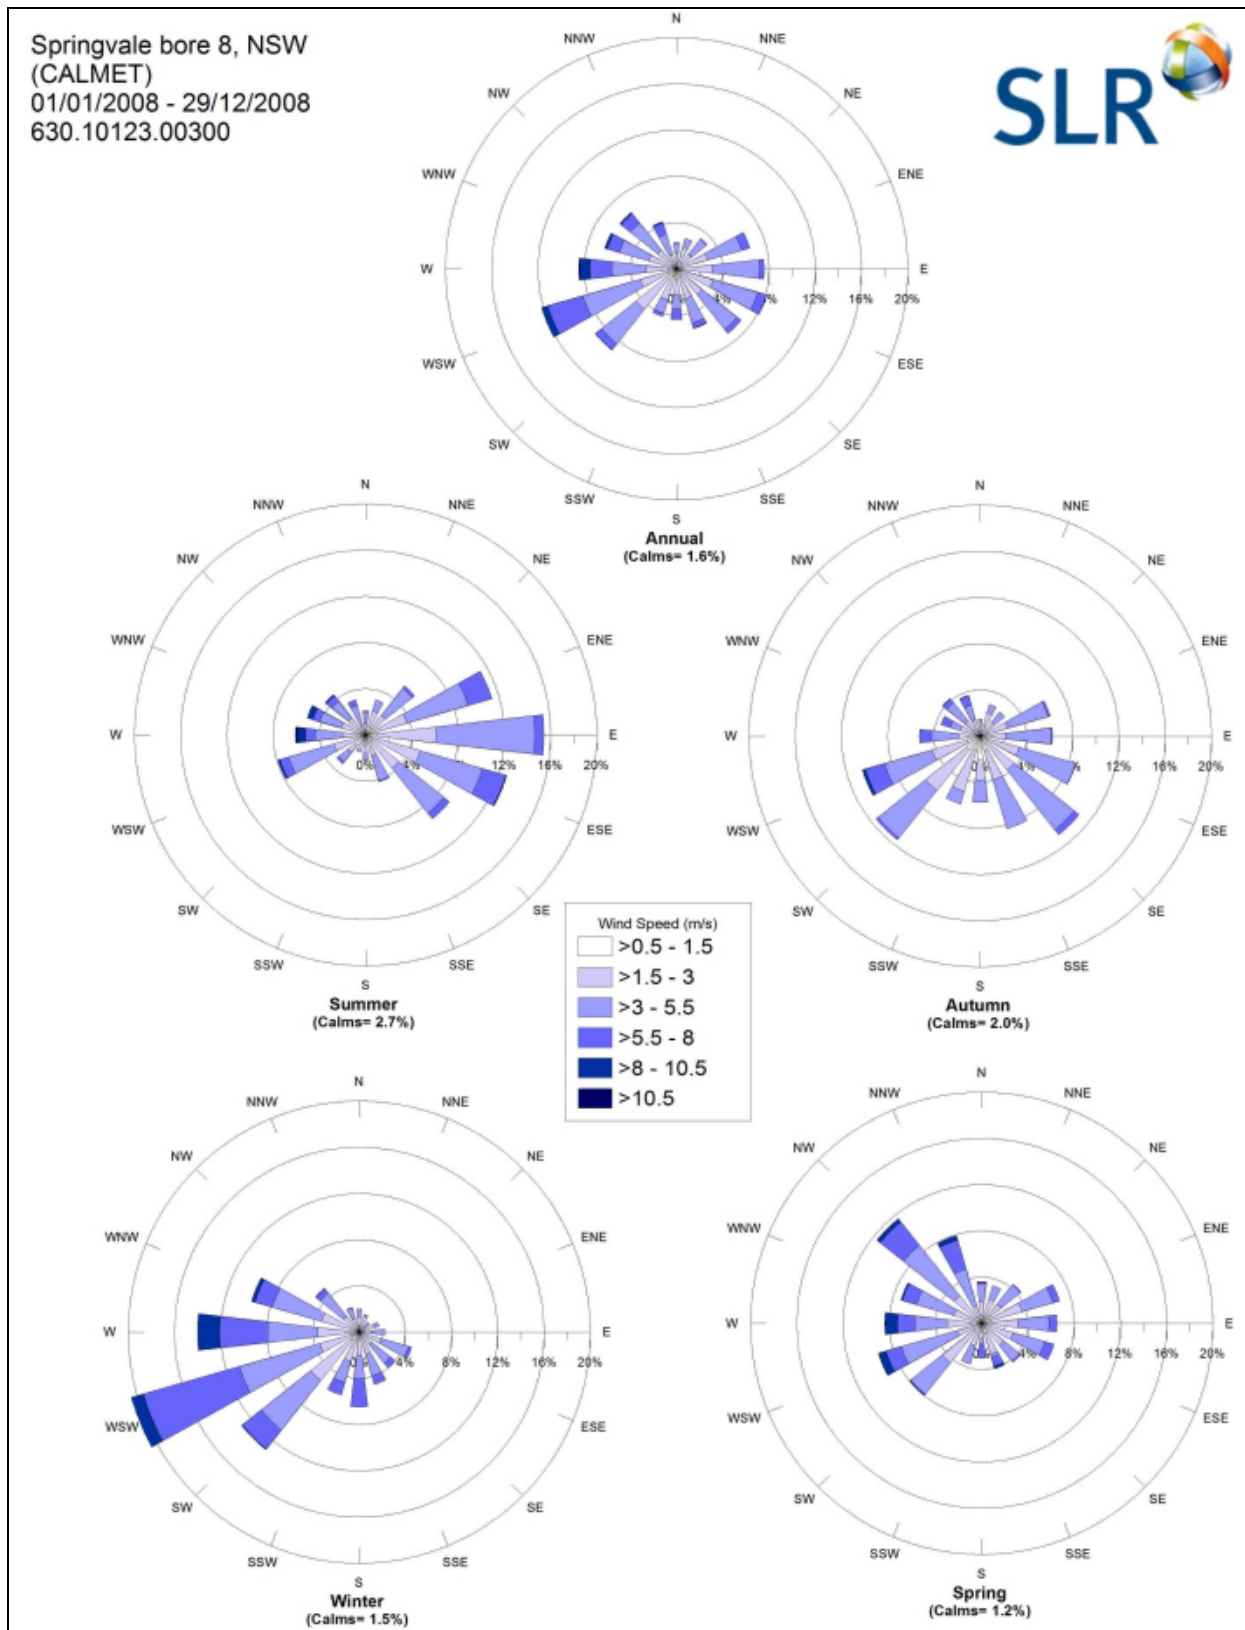 Springvale bore 8, NSW
(CALMET)
01/01/2008 - 29/12/2008
630.10123.00300
SLR
N
NNW NNE
NW NE
WNW ENE
W E
0% 4% 12% 16% 20%
WSW ESE
SW SE
SSW SSE
S
Annual
(Calms= 1.6%)
N
NNW NNE
NW NE
WNW ENE
W E
0% 12% 16% 20%
WSW ESE
SW SE
SSW SSE
S
Summer
(Calms= 2.7%)
N
NNW NNE
NW NE
WNW ENE
W E
0% 4% 12% 16% 20%
WSW ESE
SW SE
SSW SSE
S
Autumn
(Calms= 2.0%)
Wind Speed (m/s)
>0.5 - 1.5
>1.5 - 3
>3 - 5.5
>5.5 - 8
>8 - 10.5
>10.5
N
NNW NNE
NW NE
WNW ENE
W E
0% 4% 8% 12% 16% 20%
WSW ESE
SW SE
SSW SSE
S
Winter
(Calms= 1.5%)
N
NNW NNE
NW NE
WNW ENE
W E
0% 4% 8% 12% 16% 20%
WSW ESE
SW SE
SSW SSE
S
Spring
(Calms= 1.2%)